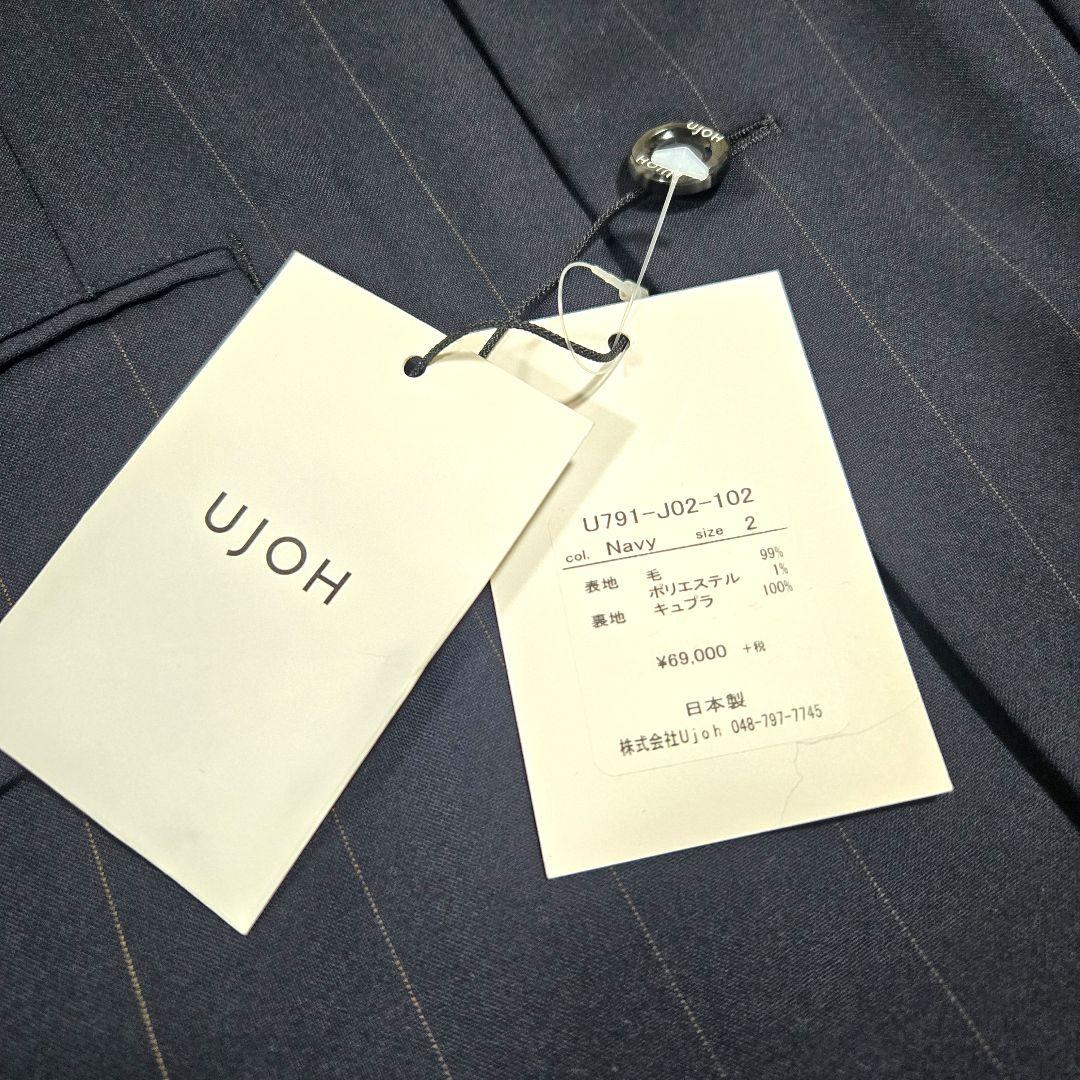 UJOH
UJOH
UJOH
U791-J02-102
col. Navy size 2
表地 毛 99%
ポリエステル 1%
裏地 キュプラ 100%
¥69,000 +税
日本製
株式会社Ujoh 048-797-7745